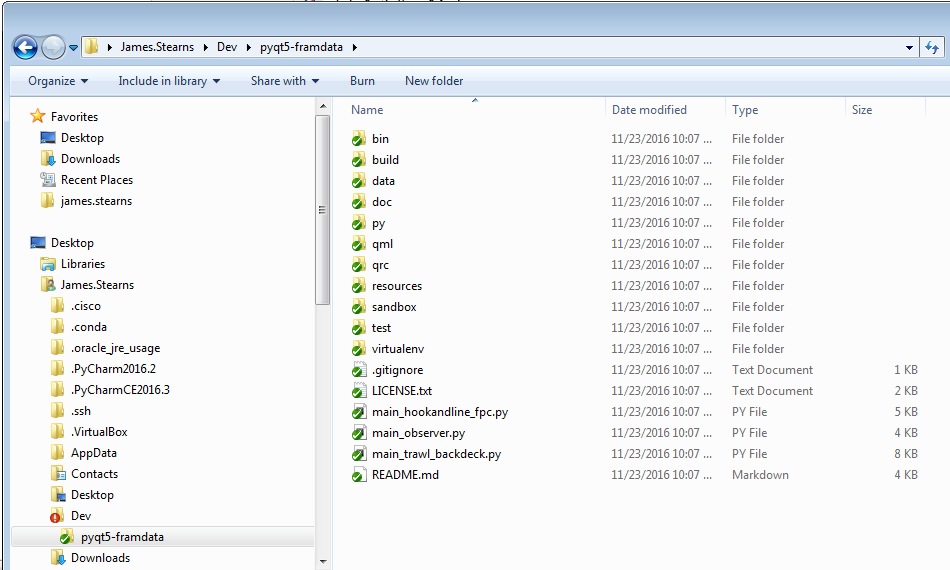 James.Stearns Dev pyqt5-framdata
Organize Include in library Share with Burn New folder
Favorites
Desktop
Downloads
Recent Places
james.stearns
Desktop
Libraries
James.Stearns
.cisco
.conda
.oracle_jre_usage
.PyCharm2016.2
.PyCharmCE2016.3
.ssh
.VirtualBox
AppData
Contacts
Desktop
Dev
pyqt5-framdata
Downloads
Name Date modified Type Size
bin 11/23/2016 10:07 ... File folder
build 11/23/2016 10:07 ... File folder
data 11/23/2016 10:07 ... File folder
doc 11/23/2016 10:07 ... File folder
py 11/23/2016 10:07 ... File folder
qml 11/23/2016 10:07 ... File folder
qrc 11/23/2016 10:07 ... File folder
resources 11/23/2016 10:07 ... File folder
sandbox 11/23/2016 10:07 ... File folder
test 11/23/2016 10:07 ... File folder
virtualenv 11/23/2016 10:07 ... File folder
.gitignore 11/23/2016 10:07 ... Text Document 1 KB
LICENSE.txt 11/23/2016 10:07 ... Text Document 2 KB
main_hookandline_fpc.py 11/23/2016 10:07 ... PY File 5 KB
main_observer.py 11/23/2016 10:07 ... PY File 4 KB
main_trawl_backdeck.py 11/23/2016 10:07 ... PY File 8 KB
README.md 11/23/2016 10:07 ... Markdown 4 KB